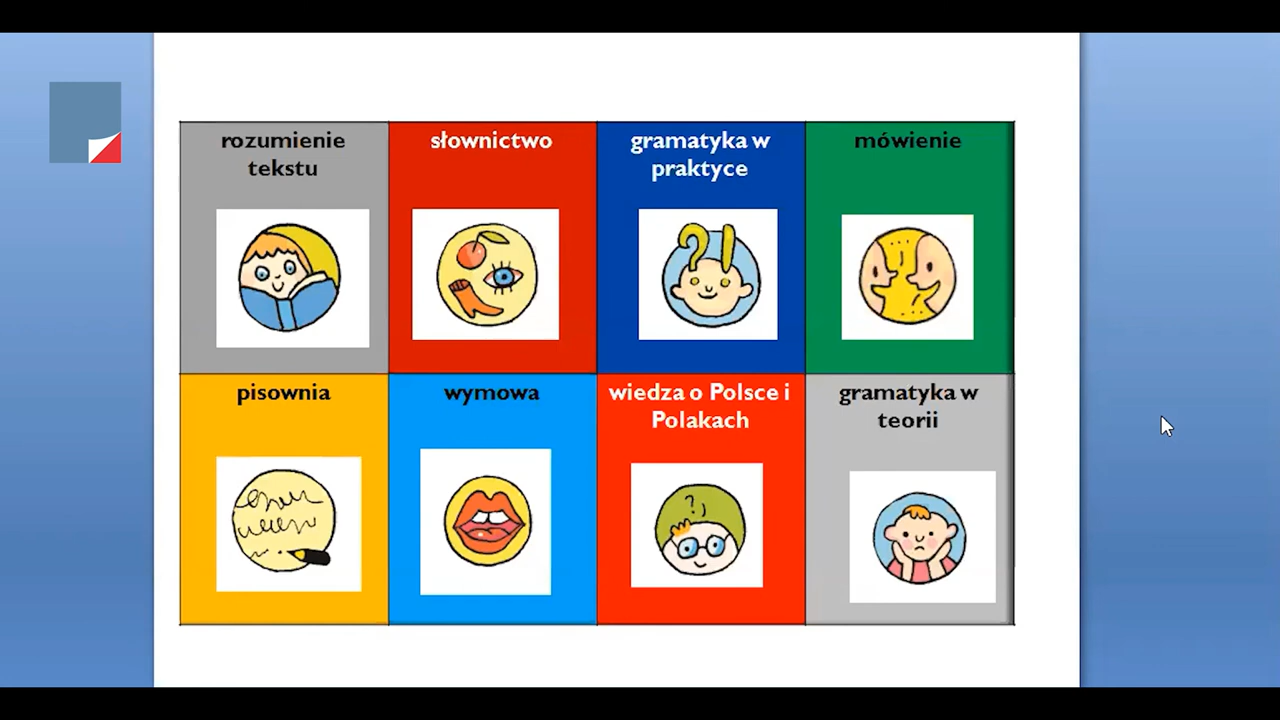 rozumienie
tekstu
słownictwo
gramatyka w
praktyce
mówienie
pisownia
wymowa
wiedza o Polsce i
Polakach
gramatyka w
teorii